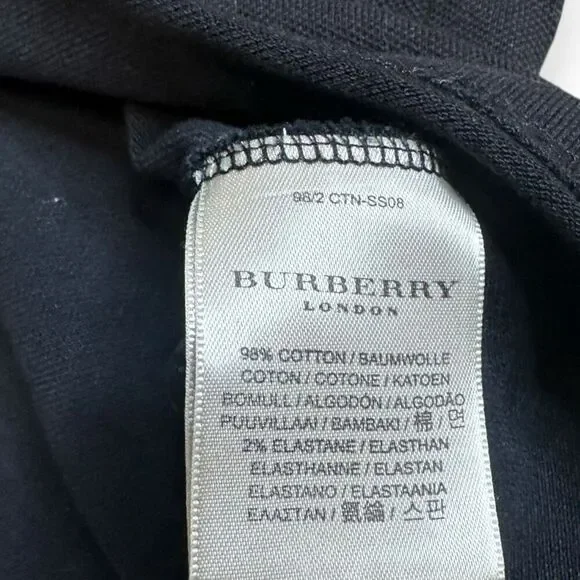 98/2 CTN-SS08
BURBERRY
LONDON
98% COTTON / BAUMWOLLE
COTON / COTONE / KATOEN
BOMULL / ALGODÓN / ALGODÃO
PUUVILLAA / BAMBAKI / 棉 / 면
2% ELASTANE / ELASTHAN
ELASTHANNE / ELASTAN
ELASTANO / ELASTAANIA
ΕΛΑΣΤΑΝ / 氨綸 / 스판